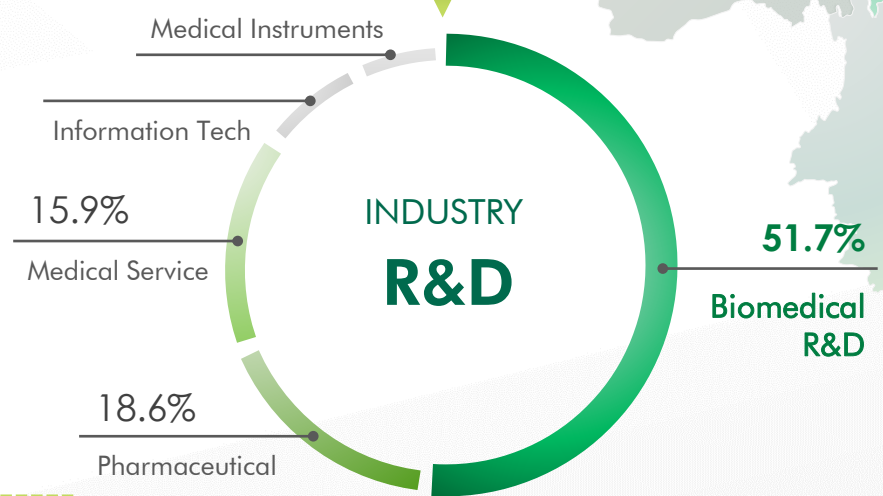 Medical Instruments
Information Tech
15.9%
Medical Service
18.6%
Pharmaceutical
INDUSTRY
R&D
51.7%
Biomedical
R&D